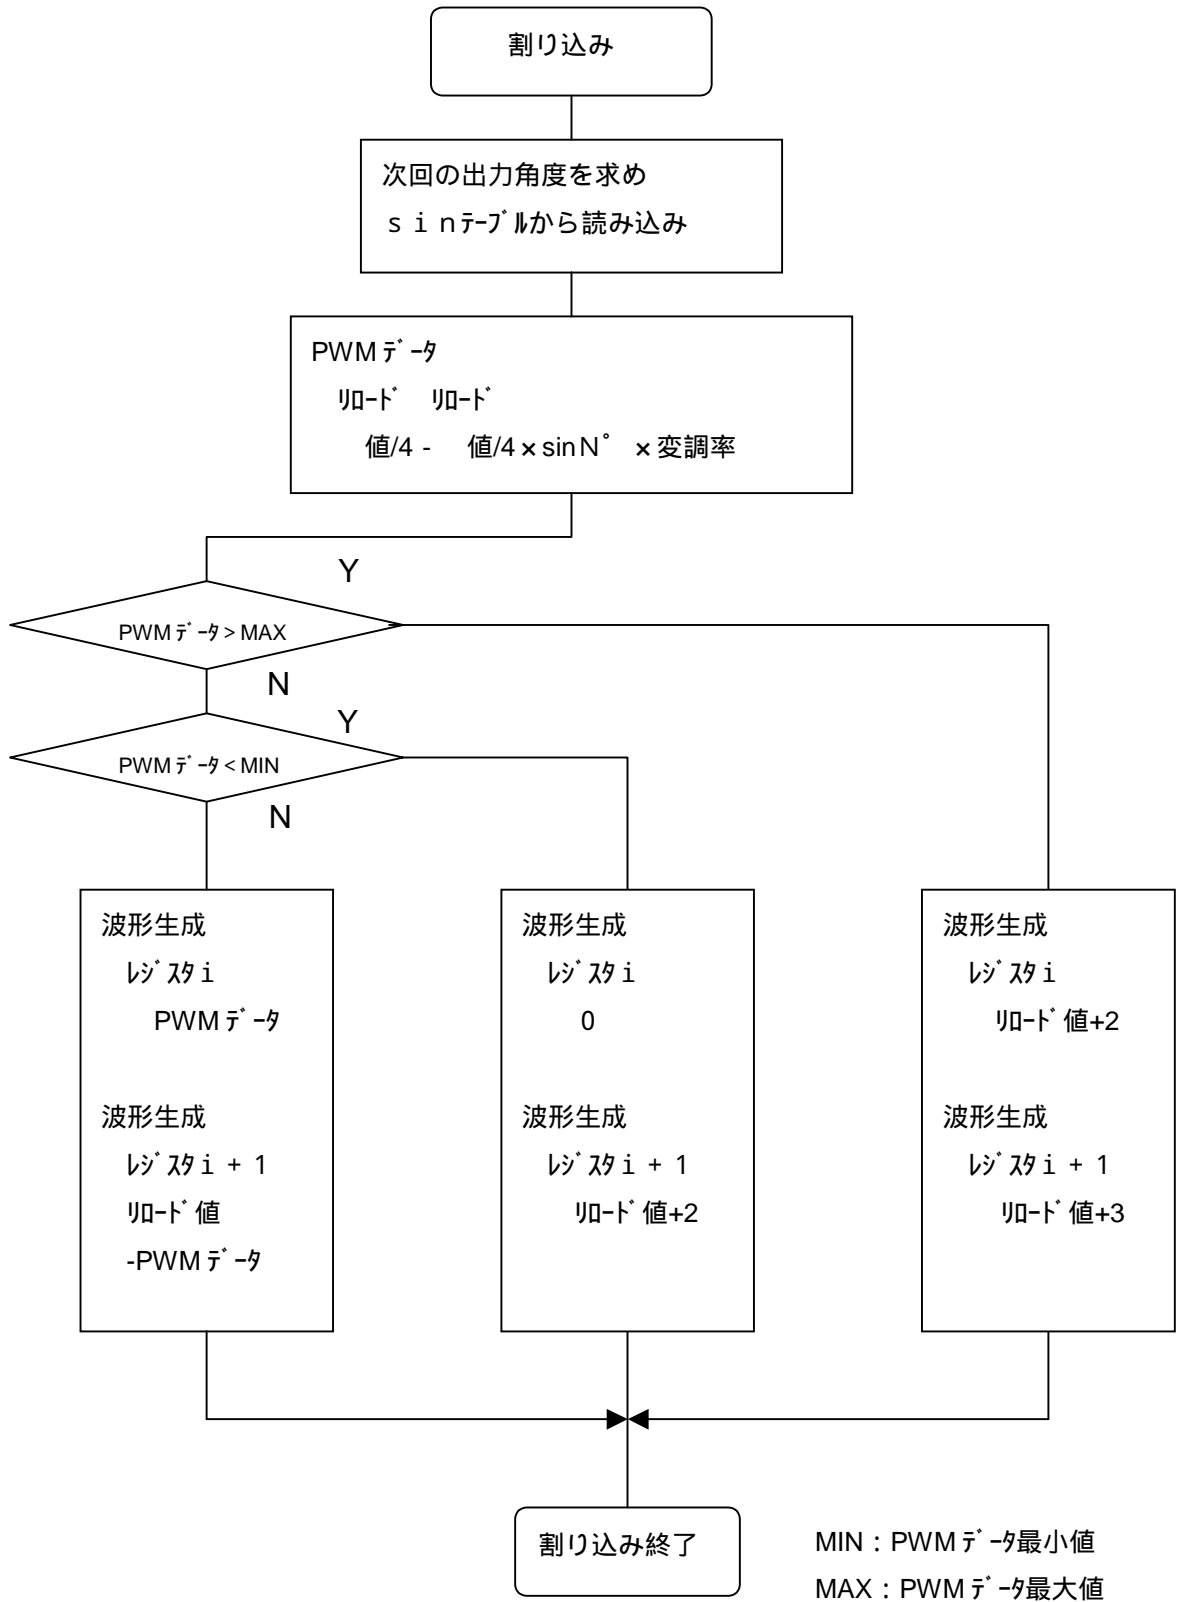 割り込み
次回の出力角度を求め
ｓｉｎﾃｰﾌﾞﾙから読み込み
PWMﾃﾞｰﾀ
ﾘﾛｰﾄﾞ　ﾘﾛｰﾄﾞ
値/4 -　値/4×sinN°　×変調率
Y
PWMﾃﾞｰﾀ > MAX
N
Y
PWMﾃﾞｰﾀ < MIN
N
波形生成
ﾚｼﾞｽﾀｉ
PWMﾃﾞｰﾀ
波形生成
ﾚｼﾞｽﾀｉ+1
ﾘﾛｰﾄﾞ値
-PWMﾃﾞｰﾀ
波形生成
ﾚｼﾞｽﾀｉ
0
波形生成
ﾚｼﾞｽﾀｉ+1
ﾘﾛｰﾄﾞ値+2
波形生成
ﾚｼﾞｽﾀｉ
ﾘﾛｰﾄﾞ値+2
波形生成
ﾚｼﾞｽﾀｉ+1
ﾘﾛｰﾄﾞ値+3
割り込み終了
MIN：PWMﾃﾞｰﾀ最小値
MAX：PWMﾃﾞｰﾀ最大値